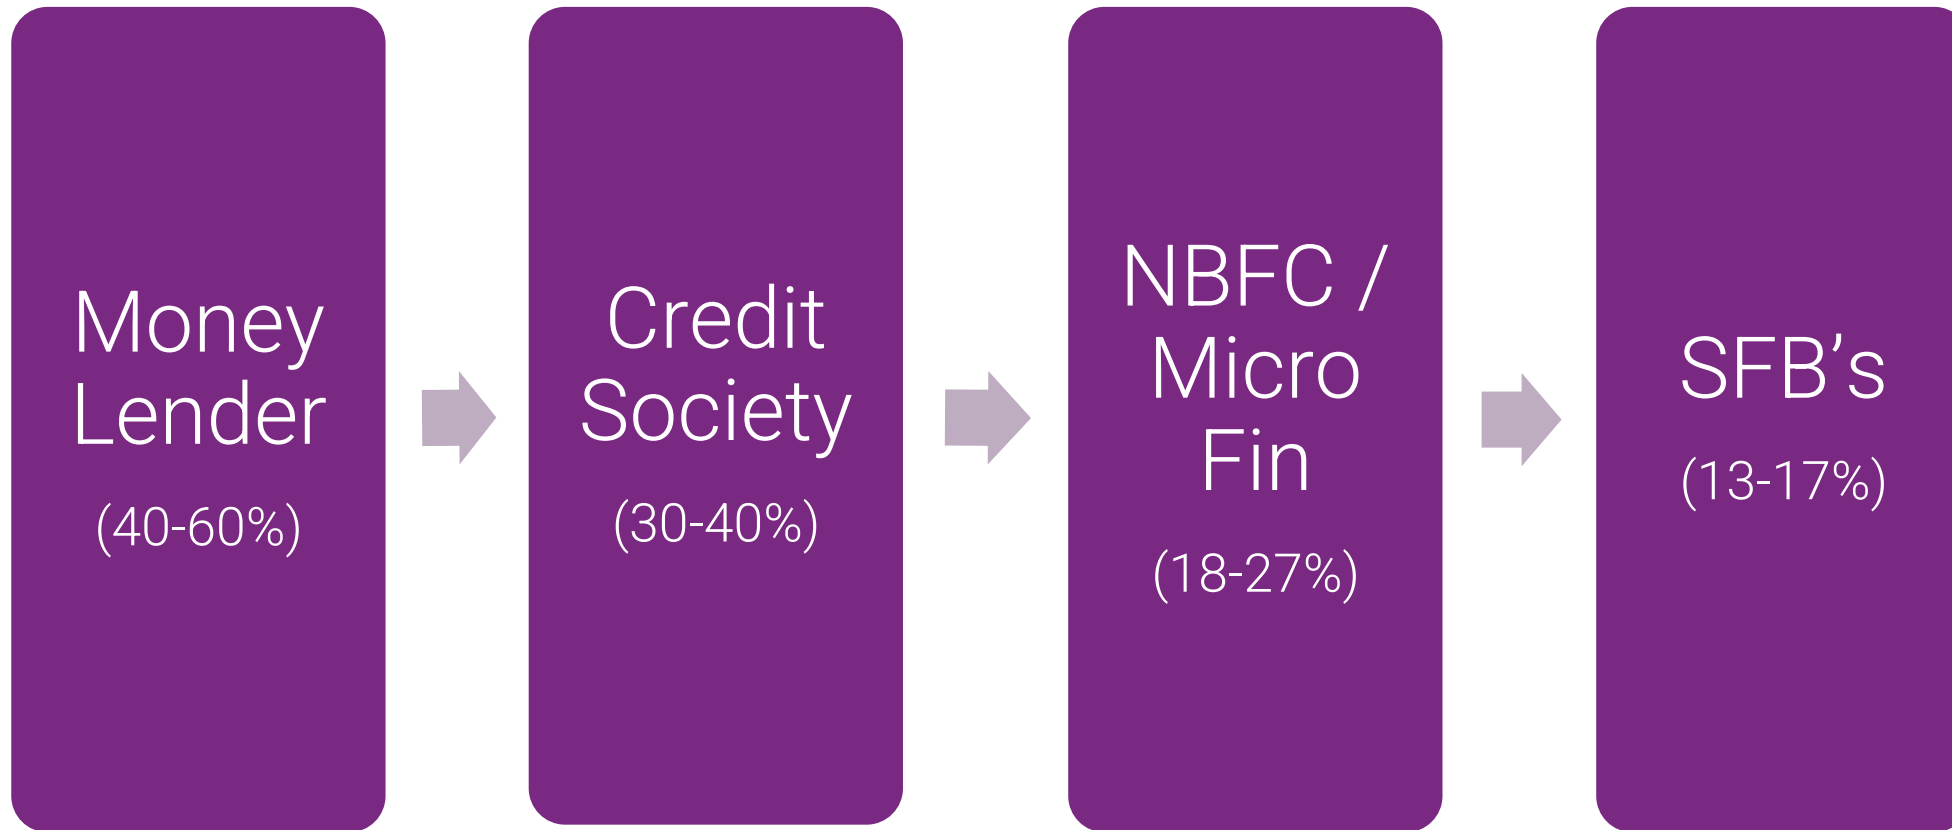 Money
Lender
(40-60%)
Credit
Society
(30-40%)
NBFC /
Micro
Fin
(18-27%)
SFB’s
(13-17%)